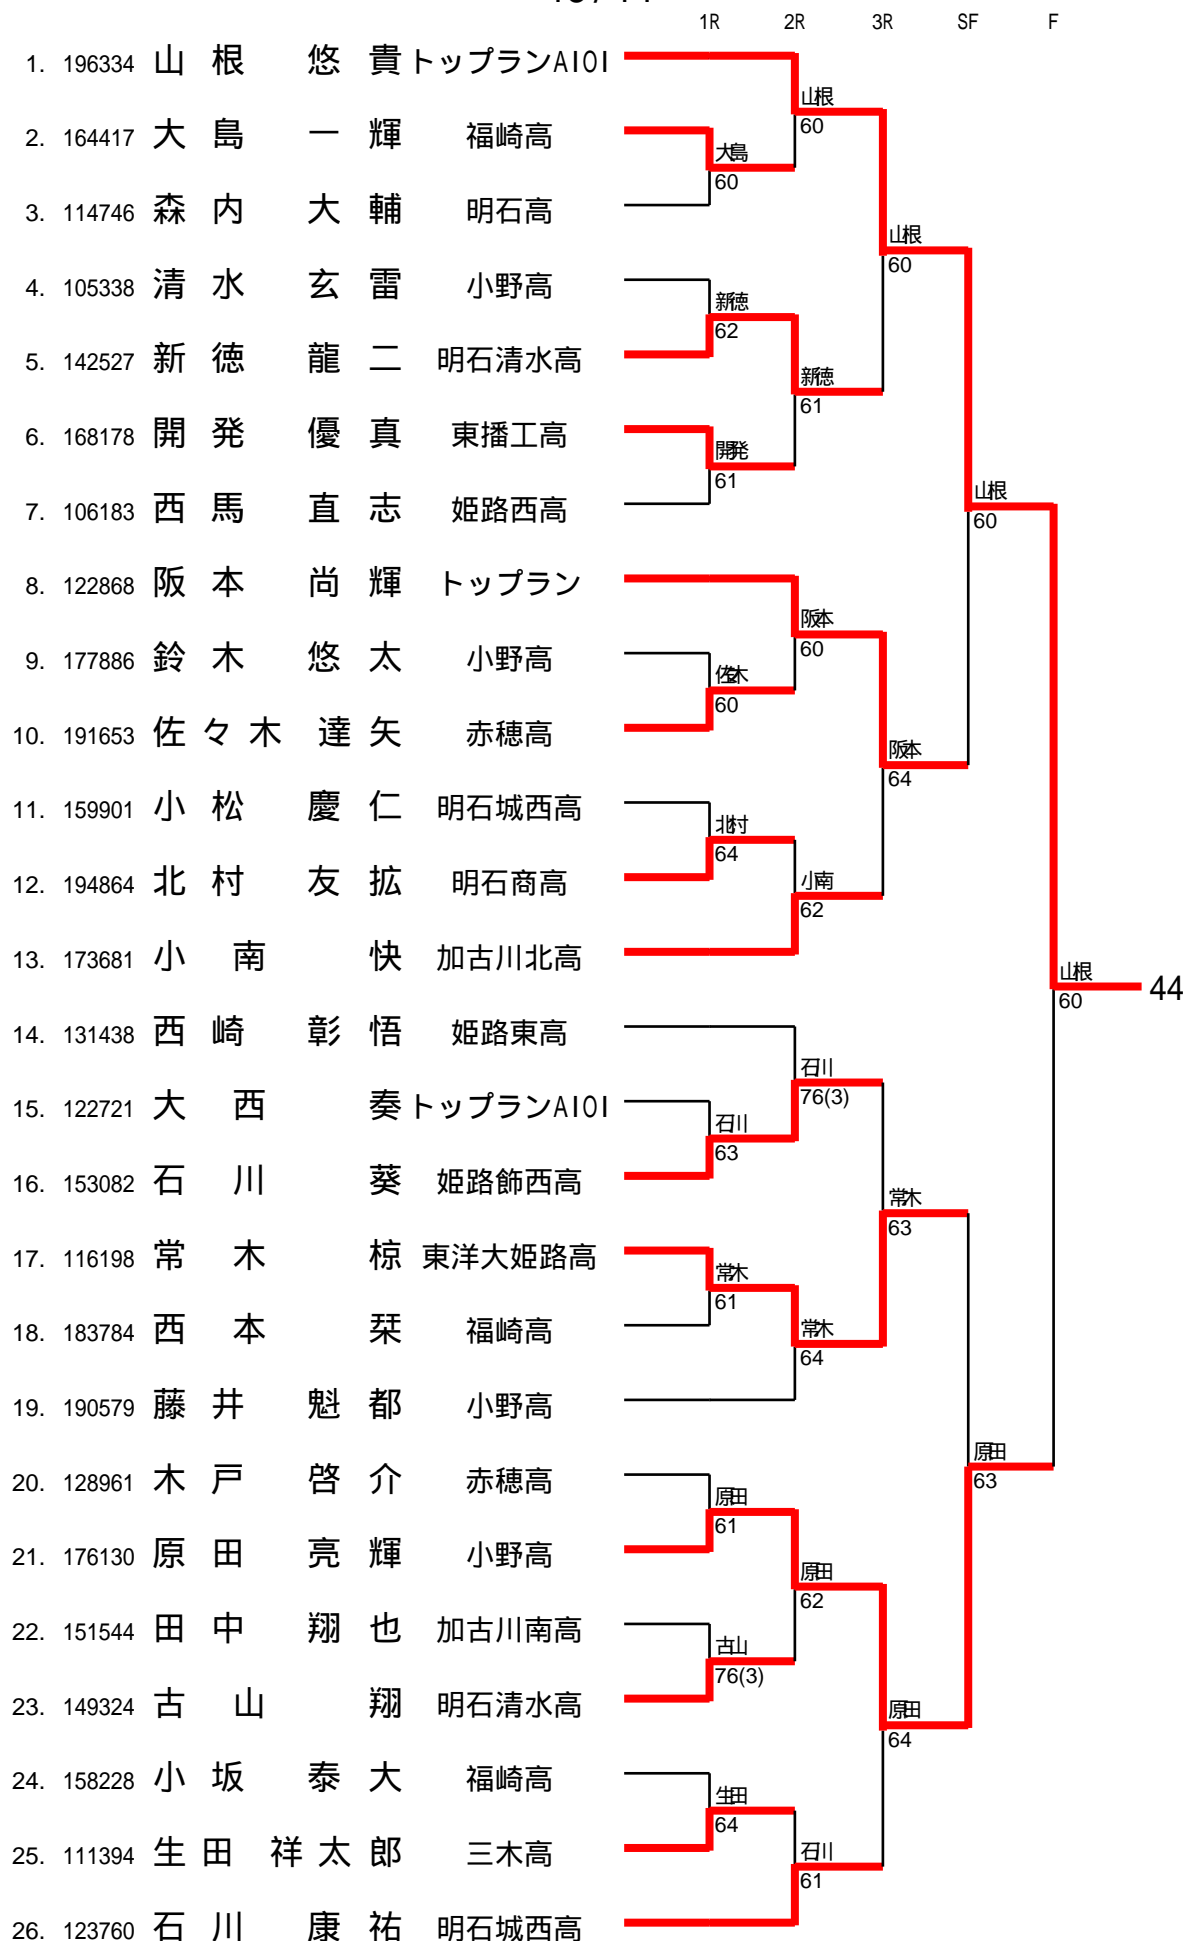 1R 2R 3R SF F
1. 196334 山根 悠貴 トップランAIOI
山根
60
2. 164417 大島 一輝 福崎高
大島
60
3. 114746 森内 大輔 明石高
山根
60
4. 105338 清水 玄雷 小野高
新徳
62
5. 142527 新徳 龍二 明石清水高
新徳
61
6. 168178 開発 優真 東播工高
開発
61
7. 106183 西馬 直志 姫路西高
山根
60
8. 122868 阪本 尚輝 トップラン
阪本
60
9. 177886 鈴木 悠太 小野高
佐々木
60
10. 191653 佐々木 達矢 赤穂高
阪本
64
11. 159901 小松 慶仁 明石城西高
北村
64
12. 194864 北村 友拡 明石商高
小南
62
13. 173681 小南 快 加古川北高
山根
60
44
14. 131438 西崎 彰悟 姫路東高
石川
76(3)
15. 122721 大西 奏 トップランAIOI
石川
63
16. 153082 石川 葵 姫路飾西高
常木
63
17. 116198 常木 椋 東洋大姫路高
常木
61
18. 183784 西本 栞 福崎高
常木
64
19. 190579 藤井 魁都 小野高
原田
63
20. 128961 木戸 啓介 赤穂高
原田
61
21. 176130 原田 亮輝 小野高
原田
62
22. 151544 田中 翔也 加古川南高
古山
76(3)
23. 149324 古山 翔 明石清水高
原田
64
24. 158228 小坂 泰大 福崎高
生田
64
25. 111394 生田 祥太郎 三木高
石川
61
26. 123760 石川 康祐 明石城西高